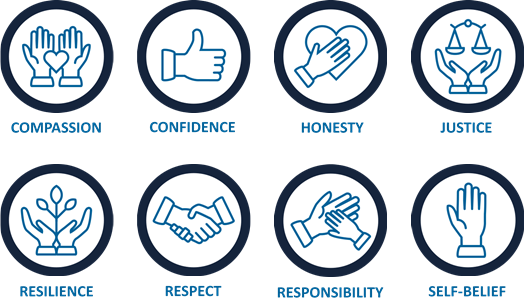 COMPASSION
CONFIDENCE
HONESTY
JUSTICE
RESILIENCE
RESPECT
RESPONSIBILITY
SELF-BELIEF